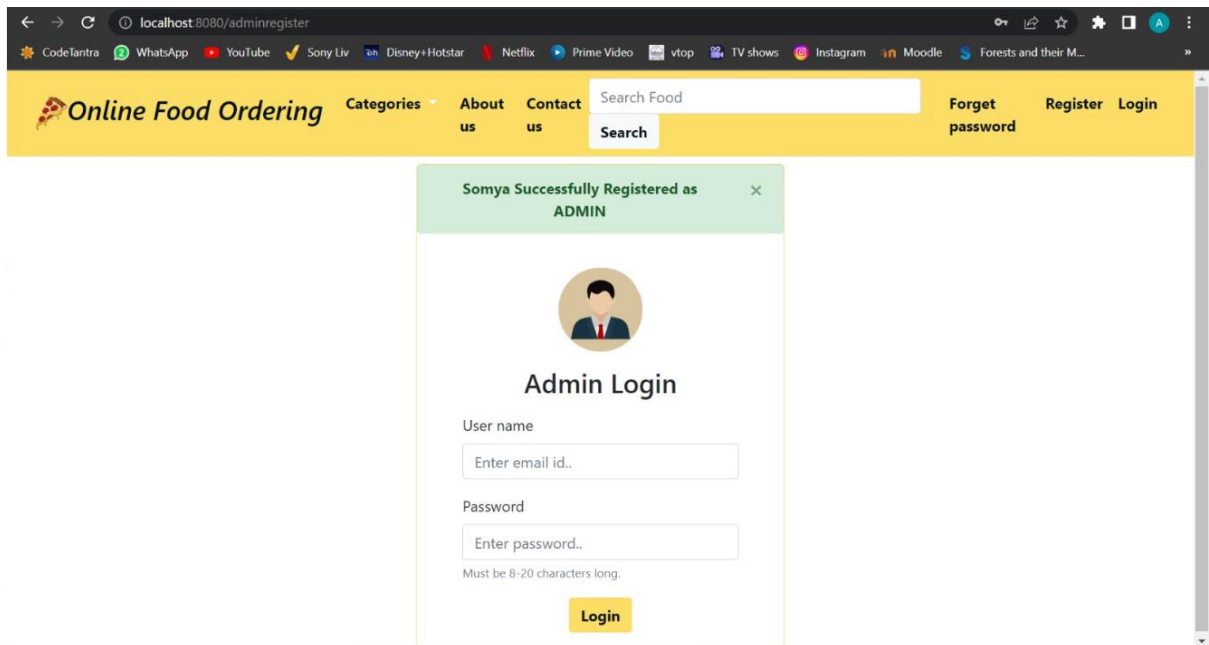 localhost:8080/adminregister
A
CodeTantra 2 WhatsApp YouTube Sony Liv Disney+Hotstar Netflix Prime Video vtop TV shows Instagram Moodle Forests and their M... »
Online Food Ordering Categories About us Contact us Search Food Search Forget password Register Login
Somya Successfully Registered as ×
ADMIN
Admin Login
User name
Enter email id..
Password
Enter password..
Must be 8-20 characters long.
Login